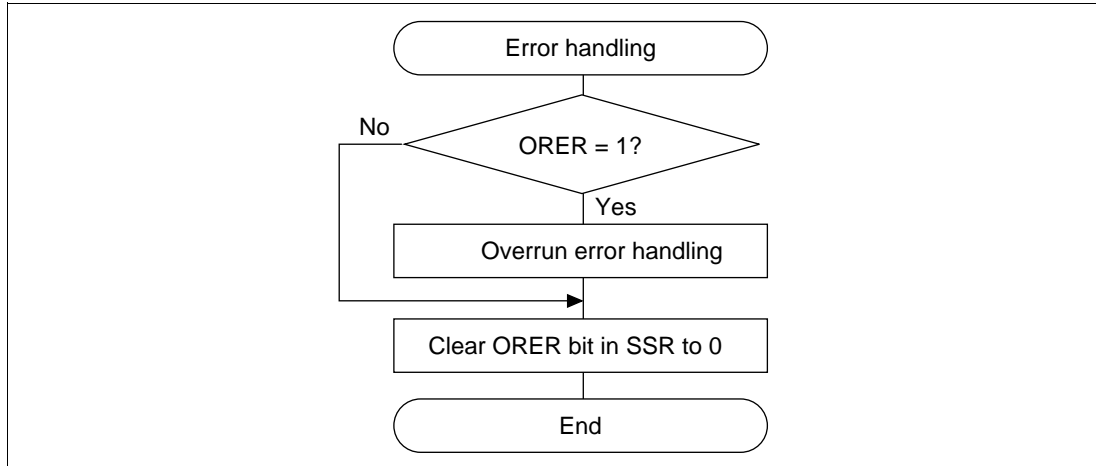 Error handling
No
ORER = 1?
Yes
Overrun error handling
Clear ORER bit in SSR to 0
End